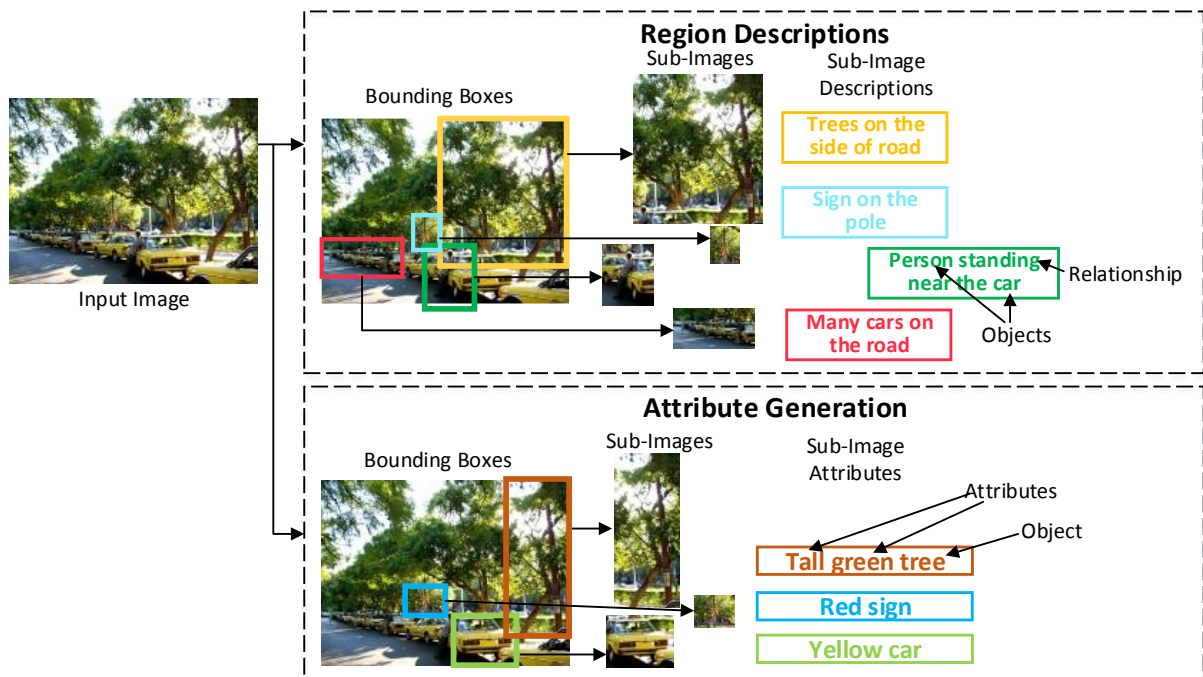 Region Descriptions
Sub-Images
Sub-Image
Descriptions
Bounding Boxes
Trees on the
side of road
Sign on the
pole
Person standing
near the car
Relationship
Input Image
Many cars on
the road
Objects
Attribute Generation
Sub-Images
Sub-Image
Attributes
Bounding Boxes
Attributes
Object
Tall green tree
Red sign
Yellow car